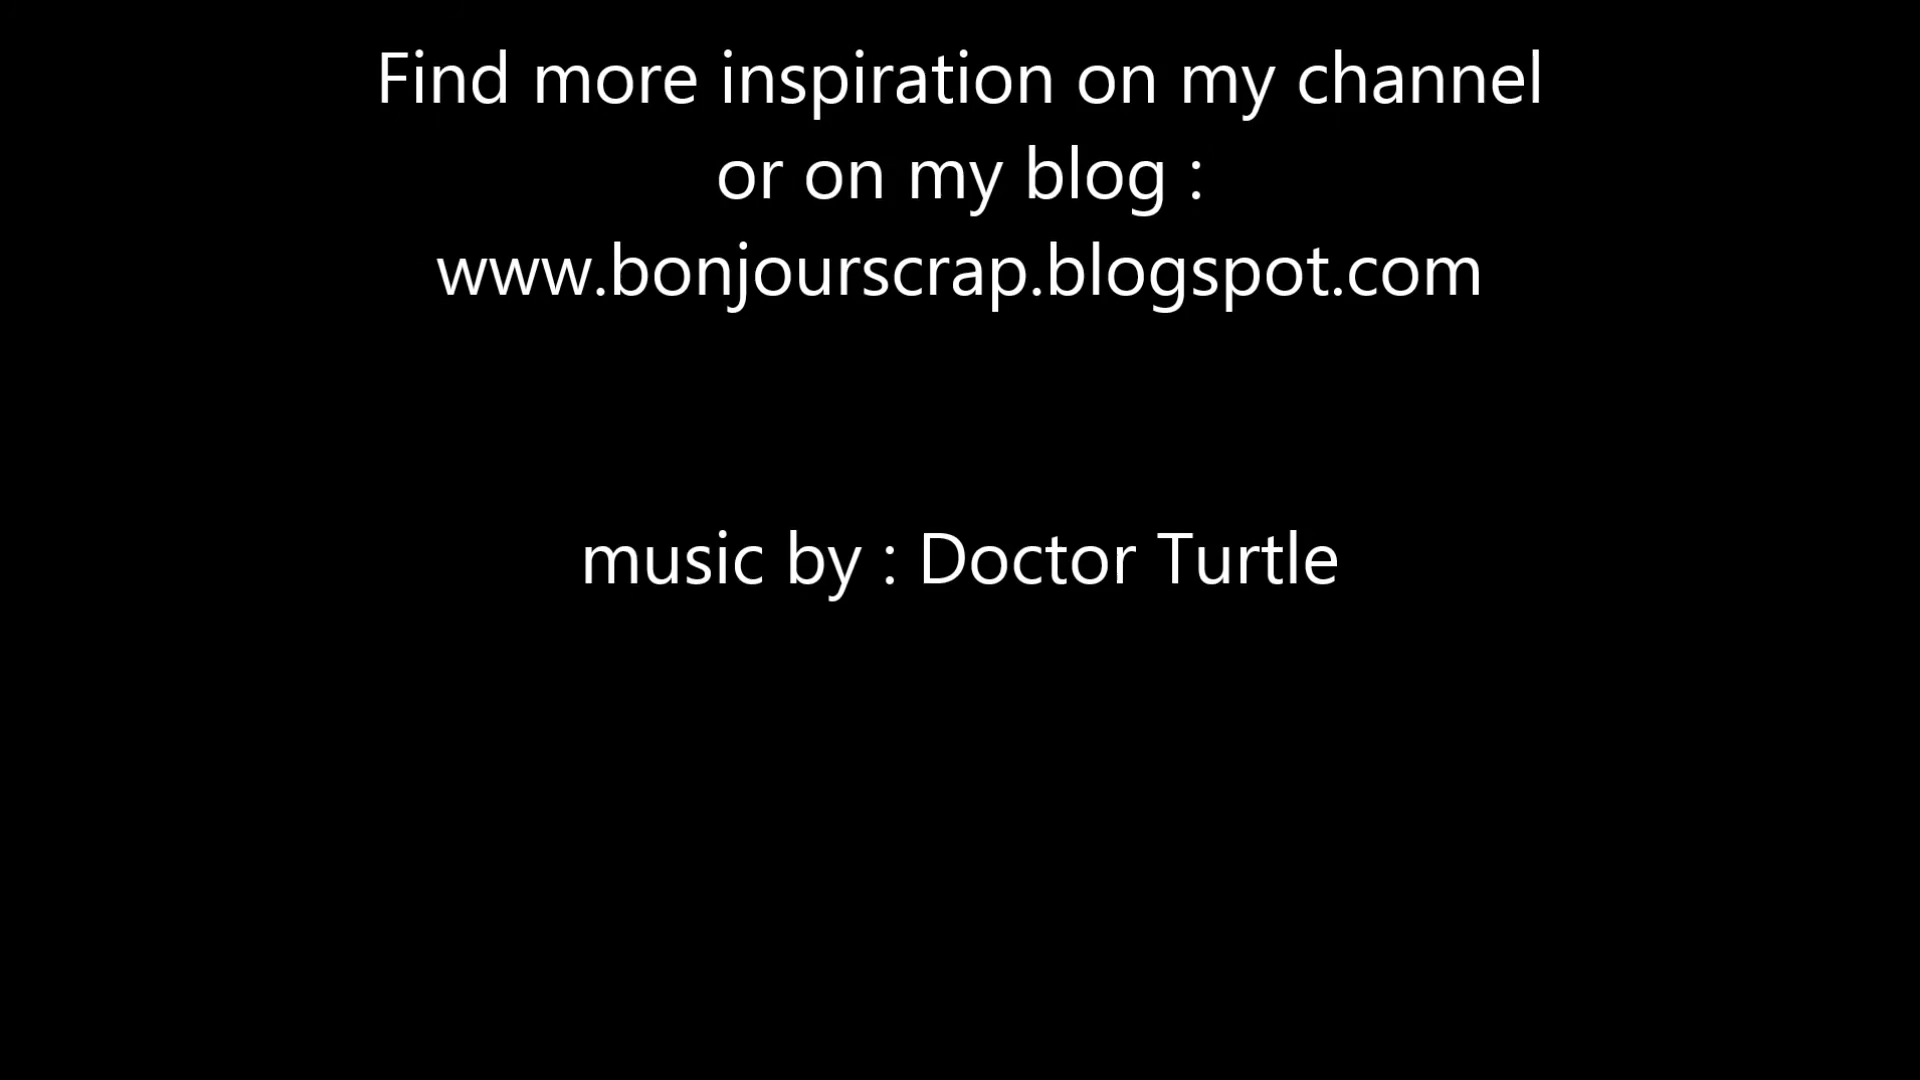 Find more inspiration on my channel
or on my blog :
www.bonjourscrap.blogspot.com
music by : Doctor Turtle